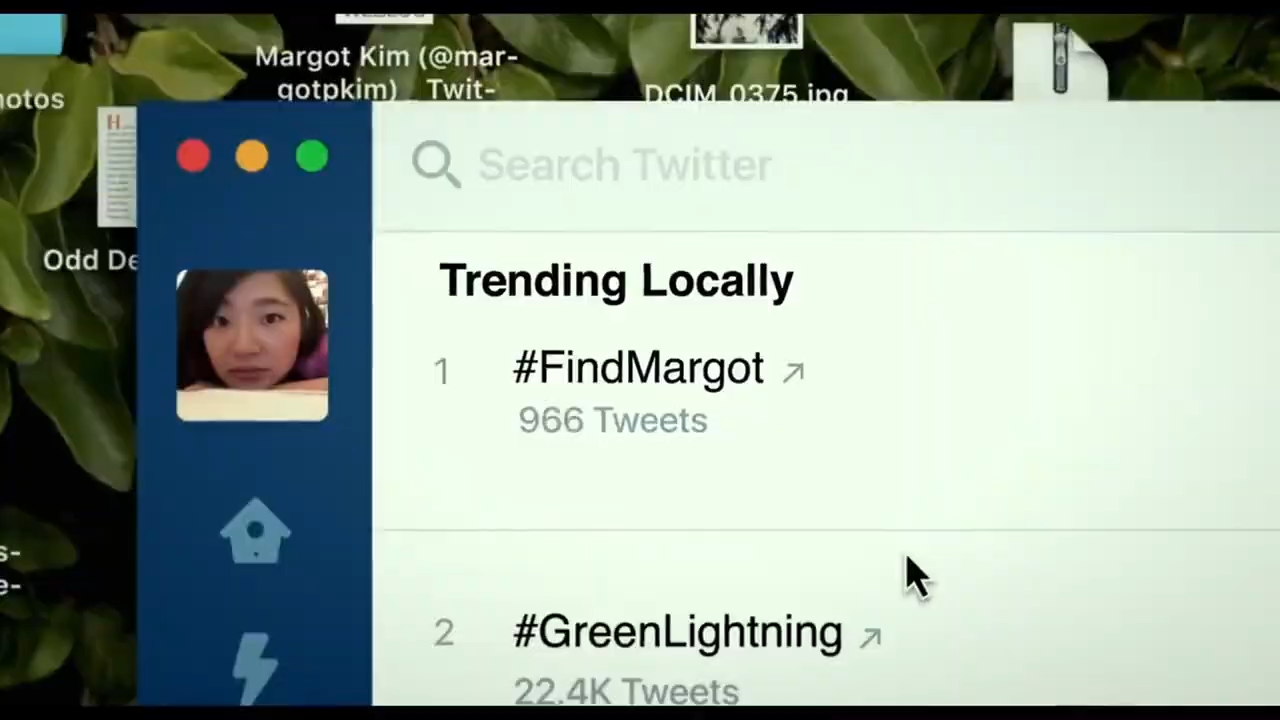 Margot Kim (@mar-
gotpkim) _ Twit-
DCIM_0375.jpg
hotos
H
Odd De
Search Twitter
Trending Locally
1 #FindMargot
966 Tweets
s-
e-
2 #GreenLightning
22.4K Tweets